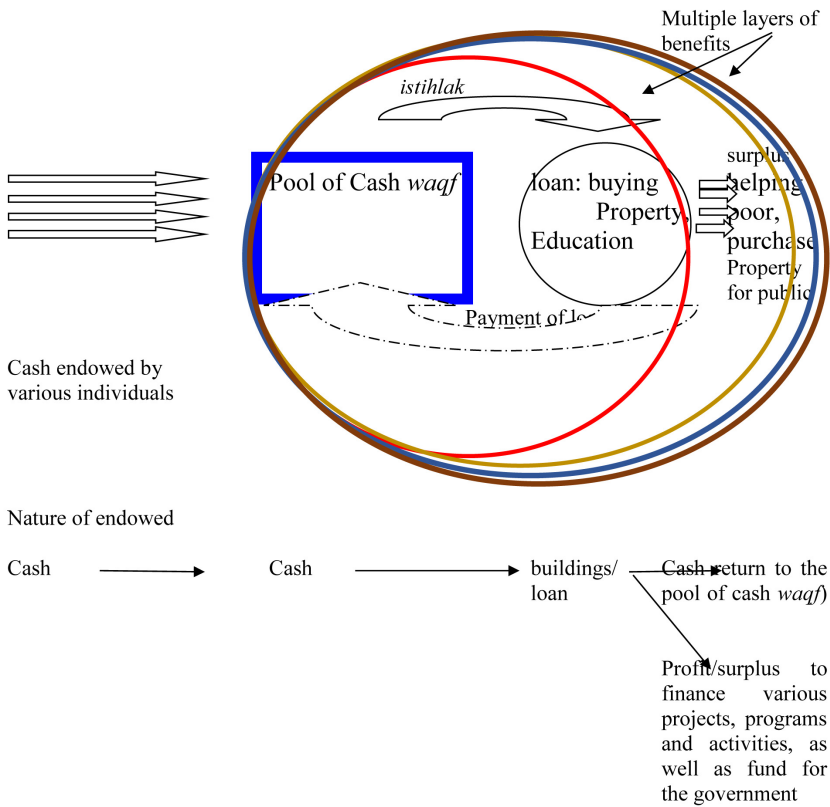 Multiple layers of
benefits
istihlak
Pool of Cash waqf
loan: buying
Property,
Education
surplus
helping
poor,
purchase
Property
for public
Payment of
Cash endowed by
various individuals
Nature of endowed
Cash
Cash
buildings/
loan
Cash return to the
pool of cash waqf)
Profit/surplus to
finance various
projects, programs
and activities, as
well as fund for
the government